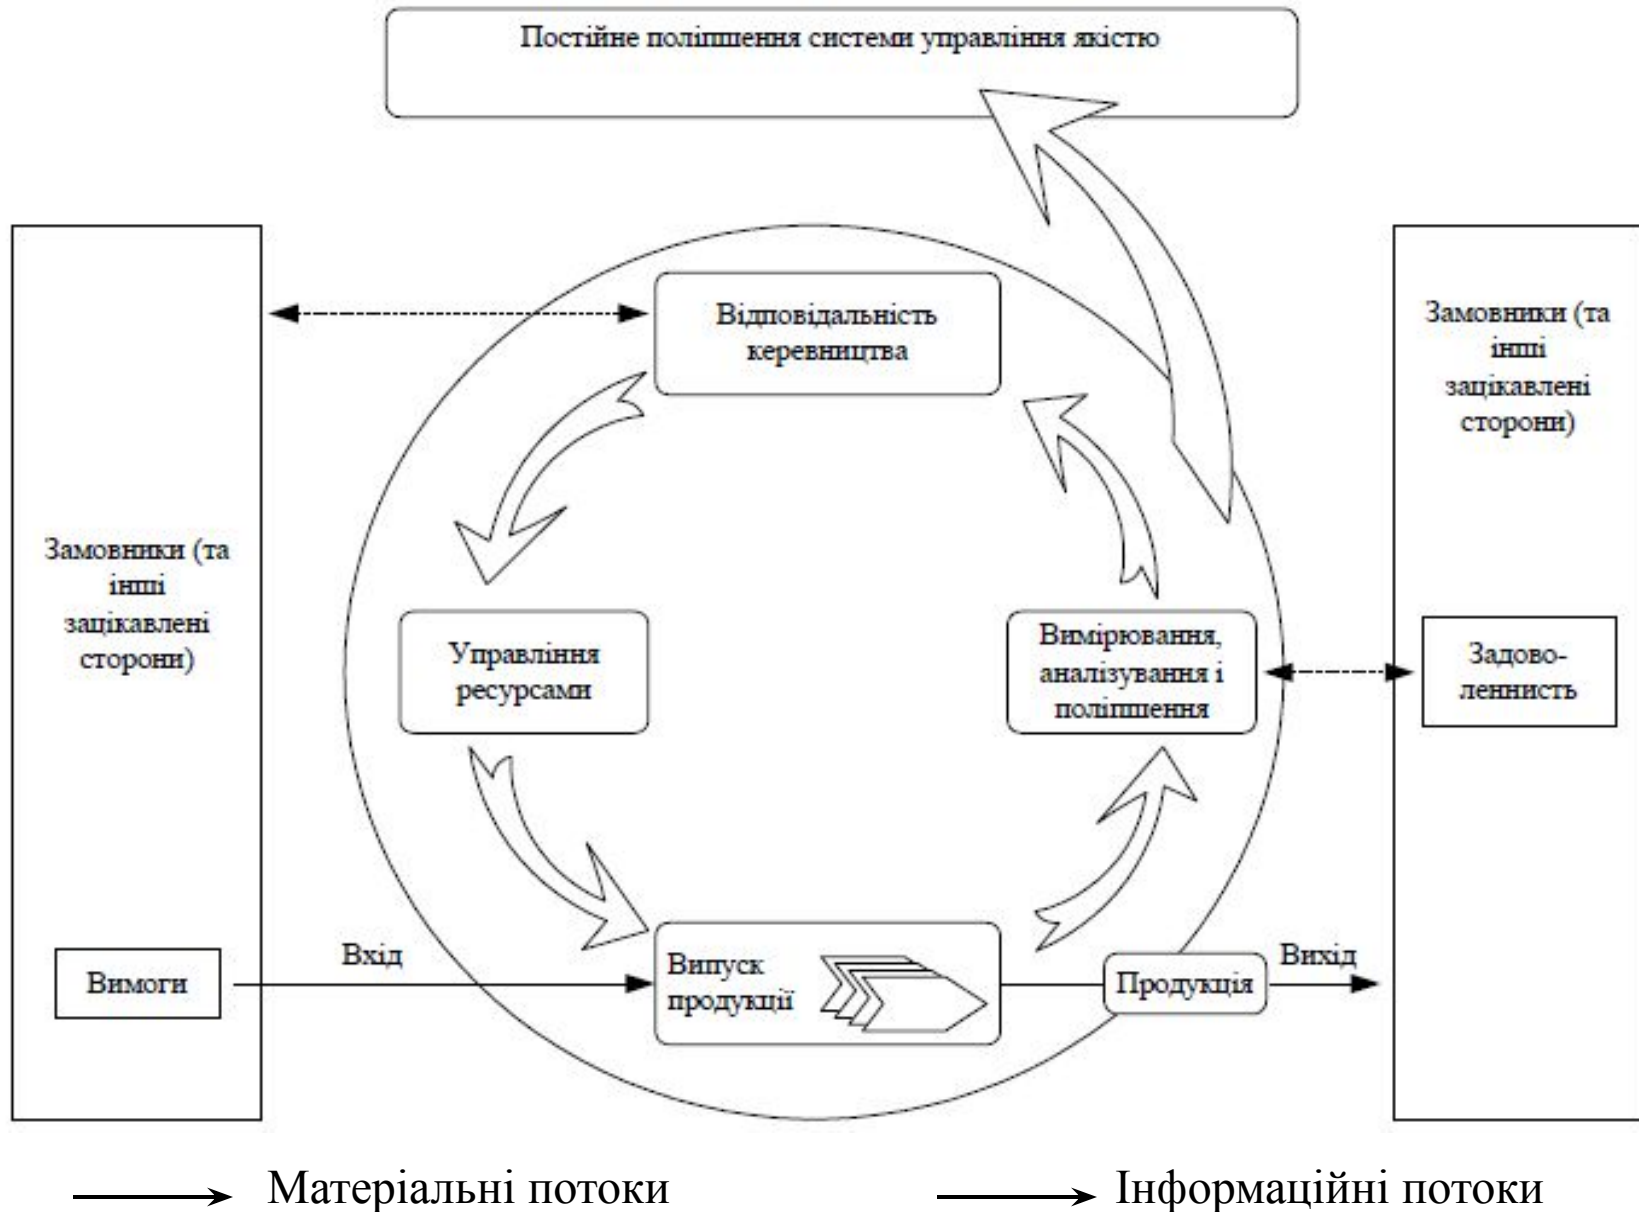 Постійне поліпшення системи управління якістю
Замовники (та
інші
зацікавлені
сторони)
Вимоги
Вхід
Відповідальність
керевництва
Управління
ресурсами
Вимірювання,
аналізування і
поліпшення
Випуск
продукції
Продукція
Вихід
Замовники (та
інші
зацікавлені
сторони)
Задово-
леннисть
Матеріальні потоки
Інформаційні потоки